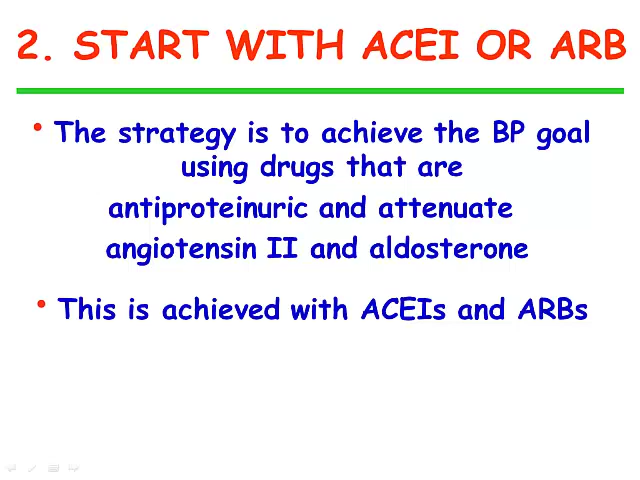 2. START WITH ACEI OR ARB
• The strategy is to achieve the BP goal
using drugs that are
antiproteinuric and attenuate
angiotensin II and aldosterone
• This is achieved with ACEIs and ARBs